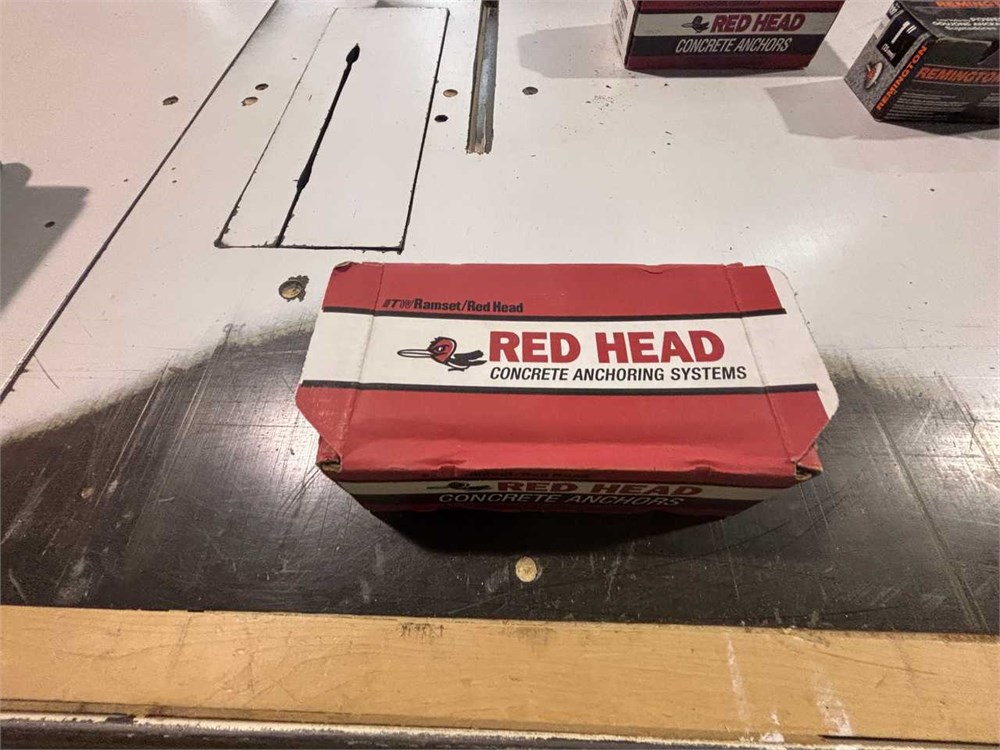 RED HEAD
CONCRETE ANCHORS
1"
REMINGTON
REMINGTON
ITW Ramset/Red Head
RED HEAD
CONCRETE ANCHORING SYSTEMS
RED HEAD
CONCRETE ANCHORS